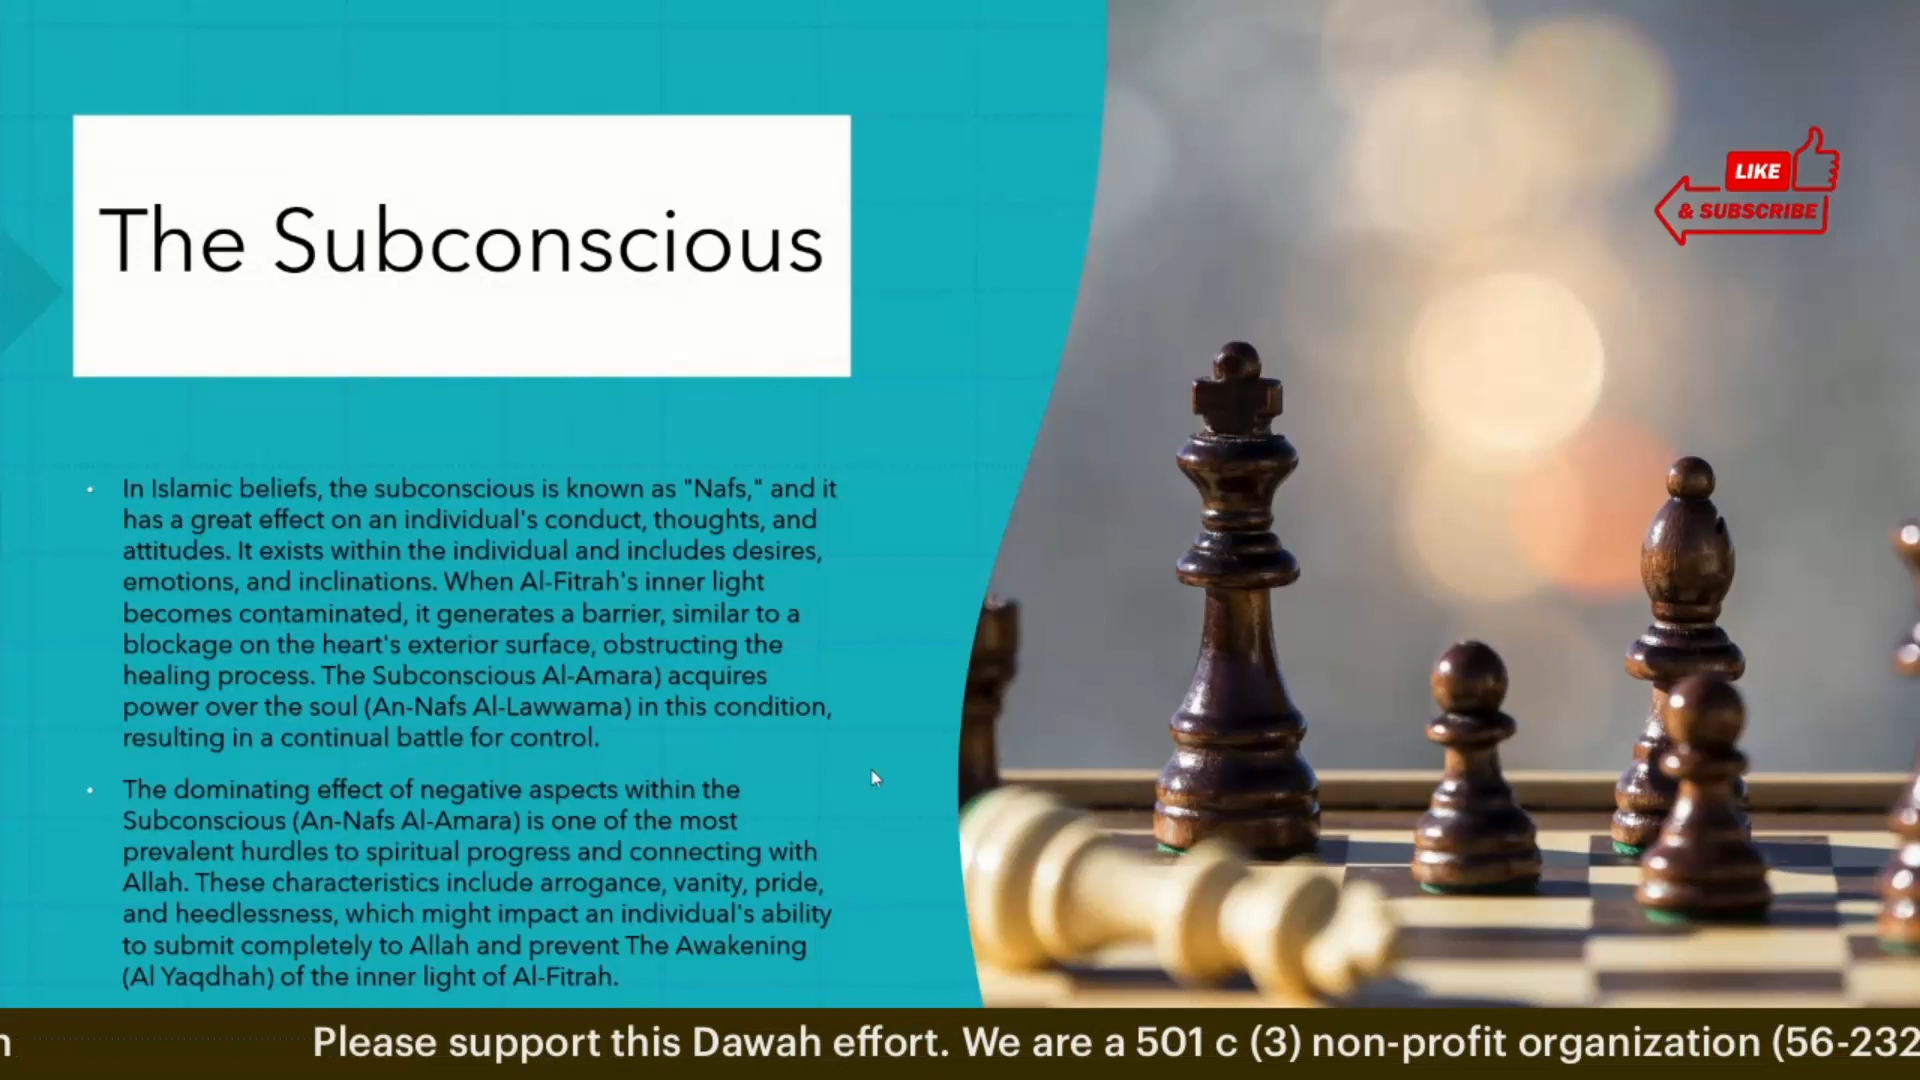 The Subconscious
LIKE
& SUBSCRIBE
In Islamic beliefs, the subconscious is known as "Nafs," and it
has a great effect on an individual's conduct, thoughts, and
attitudes. It exists within the individual and includes desires,
emotions, and inclinations. When Al-Fitrah's inner light
becomes contaminated, it generates a barrier, similar to a
blockage on the heart's exterior surface, obstructing the
healing process. The Subconscious Al-Amara) acquires
power over the soul (An-Nafs Al-Lawwama) in this condition,
resulting in a continual battle for control.
The dominating effect of negative aspects within the
Subconscious (An-Nafs Al-Amara) is one of the most
prevalent hurdles to spiritual progress and connecting with
Allah. These characteristics include arrogance, vanity, pride,
and heedlessness, which might impact an individual's ability
to submit completely to Allah and prevent The Awakening
(Al Yaqdhah) of the inner light of Al-Fitrah.
Please support this Dawah effort. We are a 501 c (3) non-profit organization (56-232